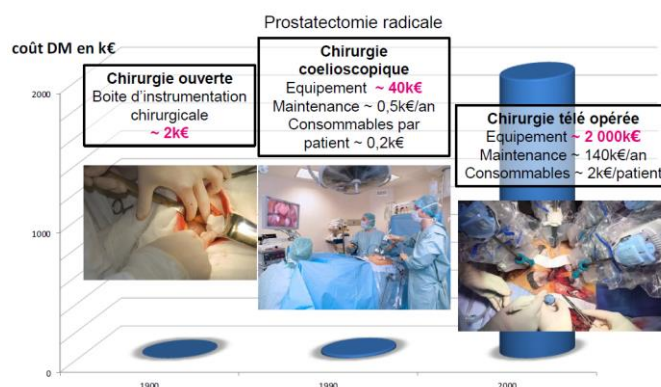 Prostatectomie radicale
coût DM en k€
Chirurgie ouverte
Boite d'instrumentation
chirurgicale
~ 2k€
Chirurgie
coelioscopique
Equipement ~ 40k€
Maintenance ~ 0,5k€/an
Consommables par
patient ~ 0,2k€
Chirurgie télé opérée
Equipement ~ 2 000k€
Maintenance ~ 140k€/an
Consommables ~ 2k€/patient
2000
1000
0
1900
1990
2000